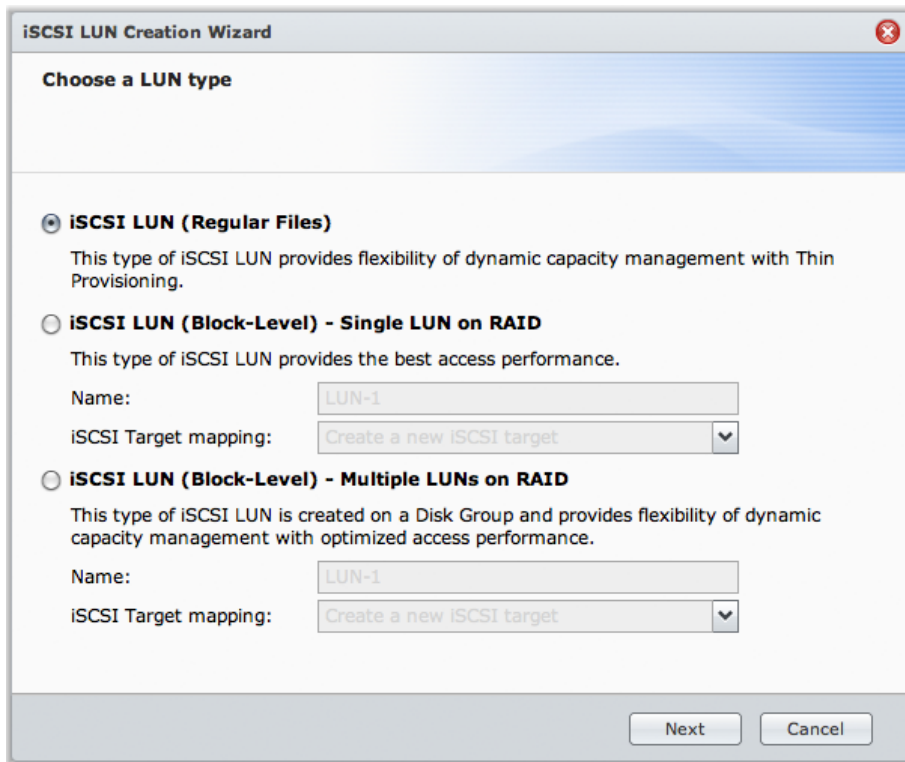 iSCSI LUN Creation Wizard
Choose a LUN type
iSCSI LUN (Regular Files)
This type of iSCSI LUN provides flexibility of dynamic capacity management with Thin
Provisioning.
iSCSI LUN (Block-Level) - Single LUN on RAID
This type of iSCSI LUN provides the best access performance.
Name: LUN-1
iSCSI Target mapping: Create a new iSCSI target
iSCSI LUN (Block-Level) - Multiple LUNs on RAID
This type of iSCSI LUN is created on a Disk Group and provides flexibility of dynamic
capacity management with optimized access performance.
Name: LUN-1
iSCSI Target mapping: Create a new iSCSI target
Next Cancel